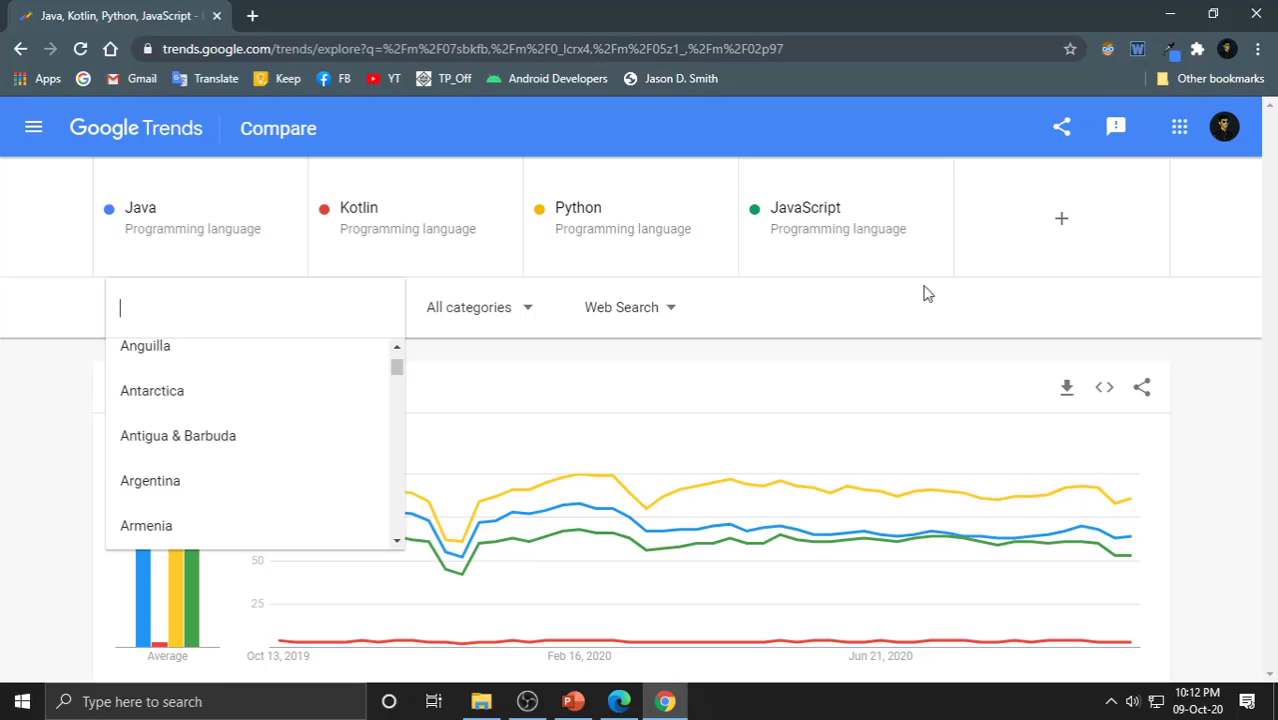 Java, Kotlin, Python, JavaScript -
trends.google.com/trends/explore?q=%2Fm%2F07sbkfb,%2Fm%2F0_lcrx4,%2Fm%2F05z1_,%2Fm%2F02p97
Apps Gmail Translate Keep FB YT TP_Off Android Developers Jason D. Smith Other bookmarks
Google Trends Compare
Java Kotlin Python JavaScript
Programming language Programming language Programming language Programming language
All categories Web Search
Anguilla
Antarctica
Antigua & Barbuda
Argentina
Armenia
50
25
Average Oct 13, 2019 Feb 16, 2020 Jun 21, 2020
Type here to search
10:12 PM
09-Oct-20